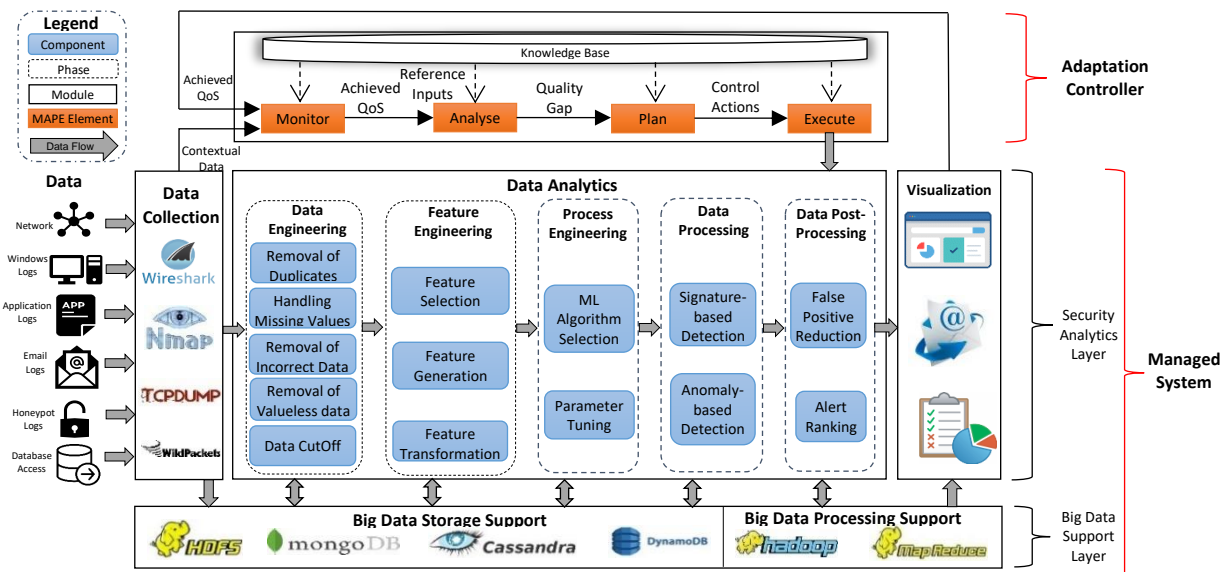 Legend
Component
Phase
Module
MAPE Element
Data Flow
Knowledge Base
Achieved
QoS
Monitor
Achieved
QoS
Reference
Inputs
Analyse
Quality
Gap
Plan
Control
Actions
Execute
Adaptation
Controller
Contextual
Data
Data
Network
Windows
Logs
Application
Logs
APP
Email
Logs
@
Honeypot
Logs
Database
Access
Data
Collection
Wireshark
Nmap
TCPDUMP
WildPackets
Data Analytics
Data
Engineering
Removal of
Duplicates
Handling
Missing Values
Removal of
Incorrect Data
Removal of
Valueless data
Data CutOff
Feature
Engineering
Feature
Selection
Feature
Generation
Feature
Transformation
Process
Engineering
ML
Algorithm
Selection
Parameter
Tuning
Data
Processing
Signature-
based
Detection
Anomaly-
based
Detection
Data Post-
Processing
False
Positive
Reduction
Alert
Ranking
Visualization
@
Security
Analytics
Layer
Managed
System
Big Data Storage Support
HDFS
mongoDB
Cassandra
DynamoDB
Big Data Processing Support
hadoop
MapReduce
Big Data
Support
Layer